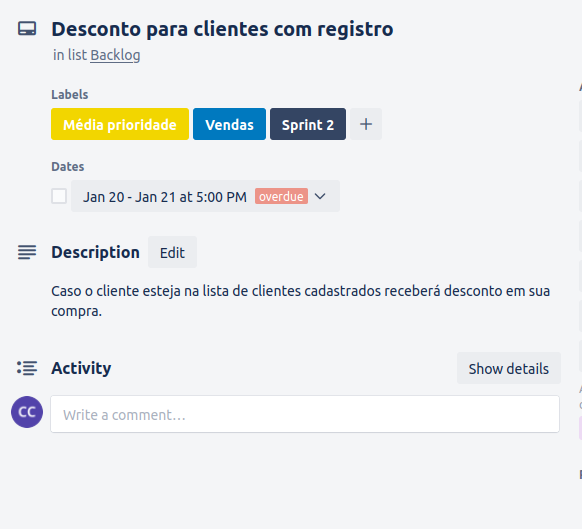 Desconto para clientes com registro
in list Backlog
Labels
Média prioridade Vendas Sprint 2 +
Dates
Jan 20 - Jan 21 at 5:00 PM overdue
Description Edit
Caso o cliente esteja na lista de clientes cadastrados receberá desconto em sua
compra.
Activity Show details
CC Write a comment…